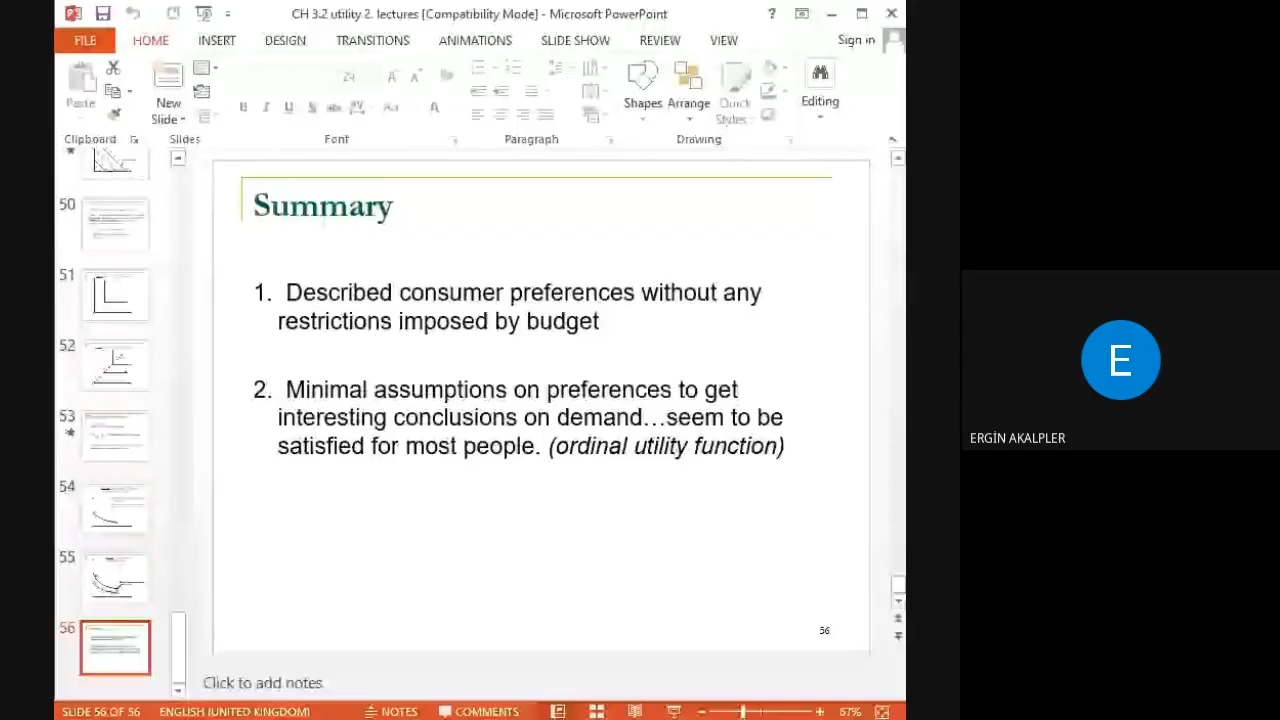 CH 3.2 utility 2. lectures [Compatibility Mode] - Microsoft PowerPoint
FILE HOME INSERT DESIGN TRANSITIONS ANIMATIONS SLIDE SHOW REVIEW VIEW Sign in
24
Paste New Slide Shapes Arrange Quick Styles Editing
Clipboard Slides Font Paragraph Drawing
50
51
52
53
54
55
56
Summary
1. Described consumer preferences without any
restrictions imposed by budget
2. Minimal assumptions on preferences to get
interesting conclusions on demand…seem to be
satisfied for most people. (ordinal utility function)
56
Click to add notes
SLIDE 56 OF 56 ENGLISH (UNITED KINGDOM) NOTES COMMENTS 67%
E
ERGİN AKALPLER